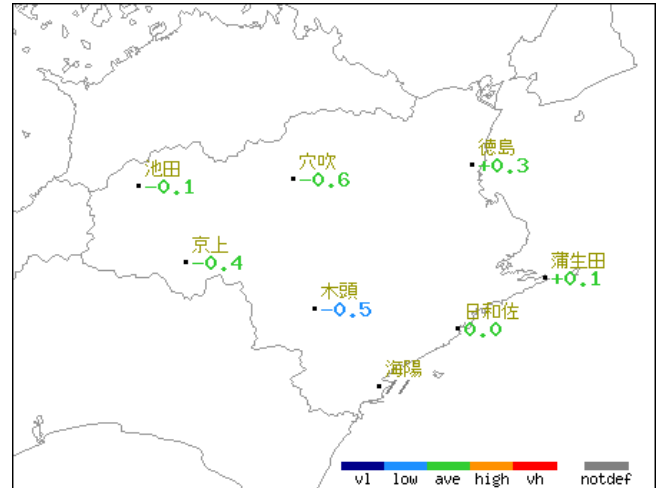 徳島
+0.3
穴吹
-0.6
池田
-0.1
京上
-0.4
蒲生田
+0.1
木頭
-0.5
日和佐
0.0
海陽
vl low ave high vh notdef